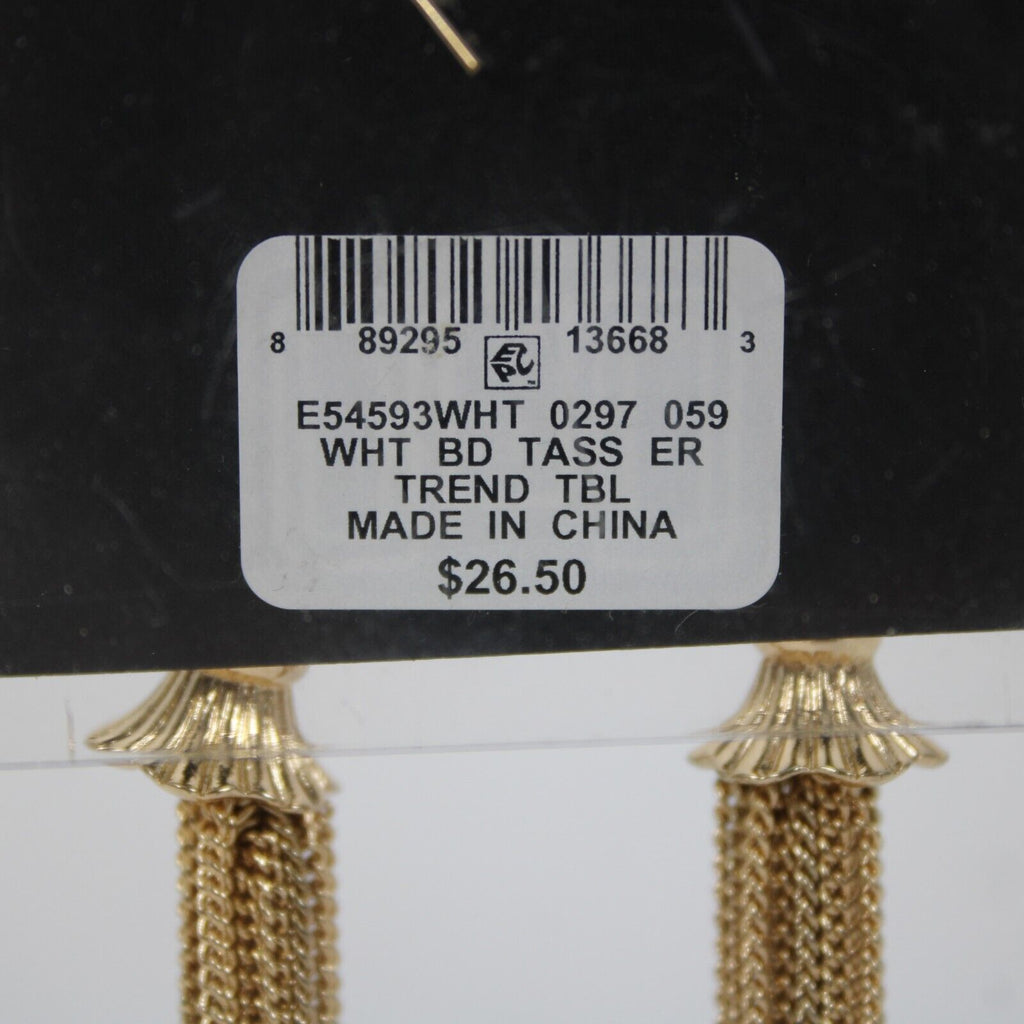 8 89295 13668 3
E54593WHT 0297 059
WHT BD TASS ER
TREND TBL
MADE IN CHINA
$26.50